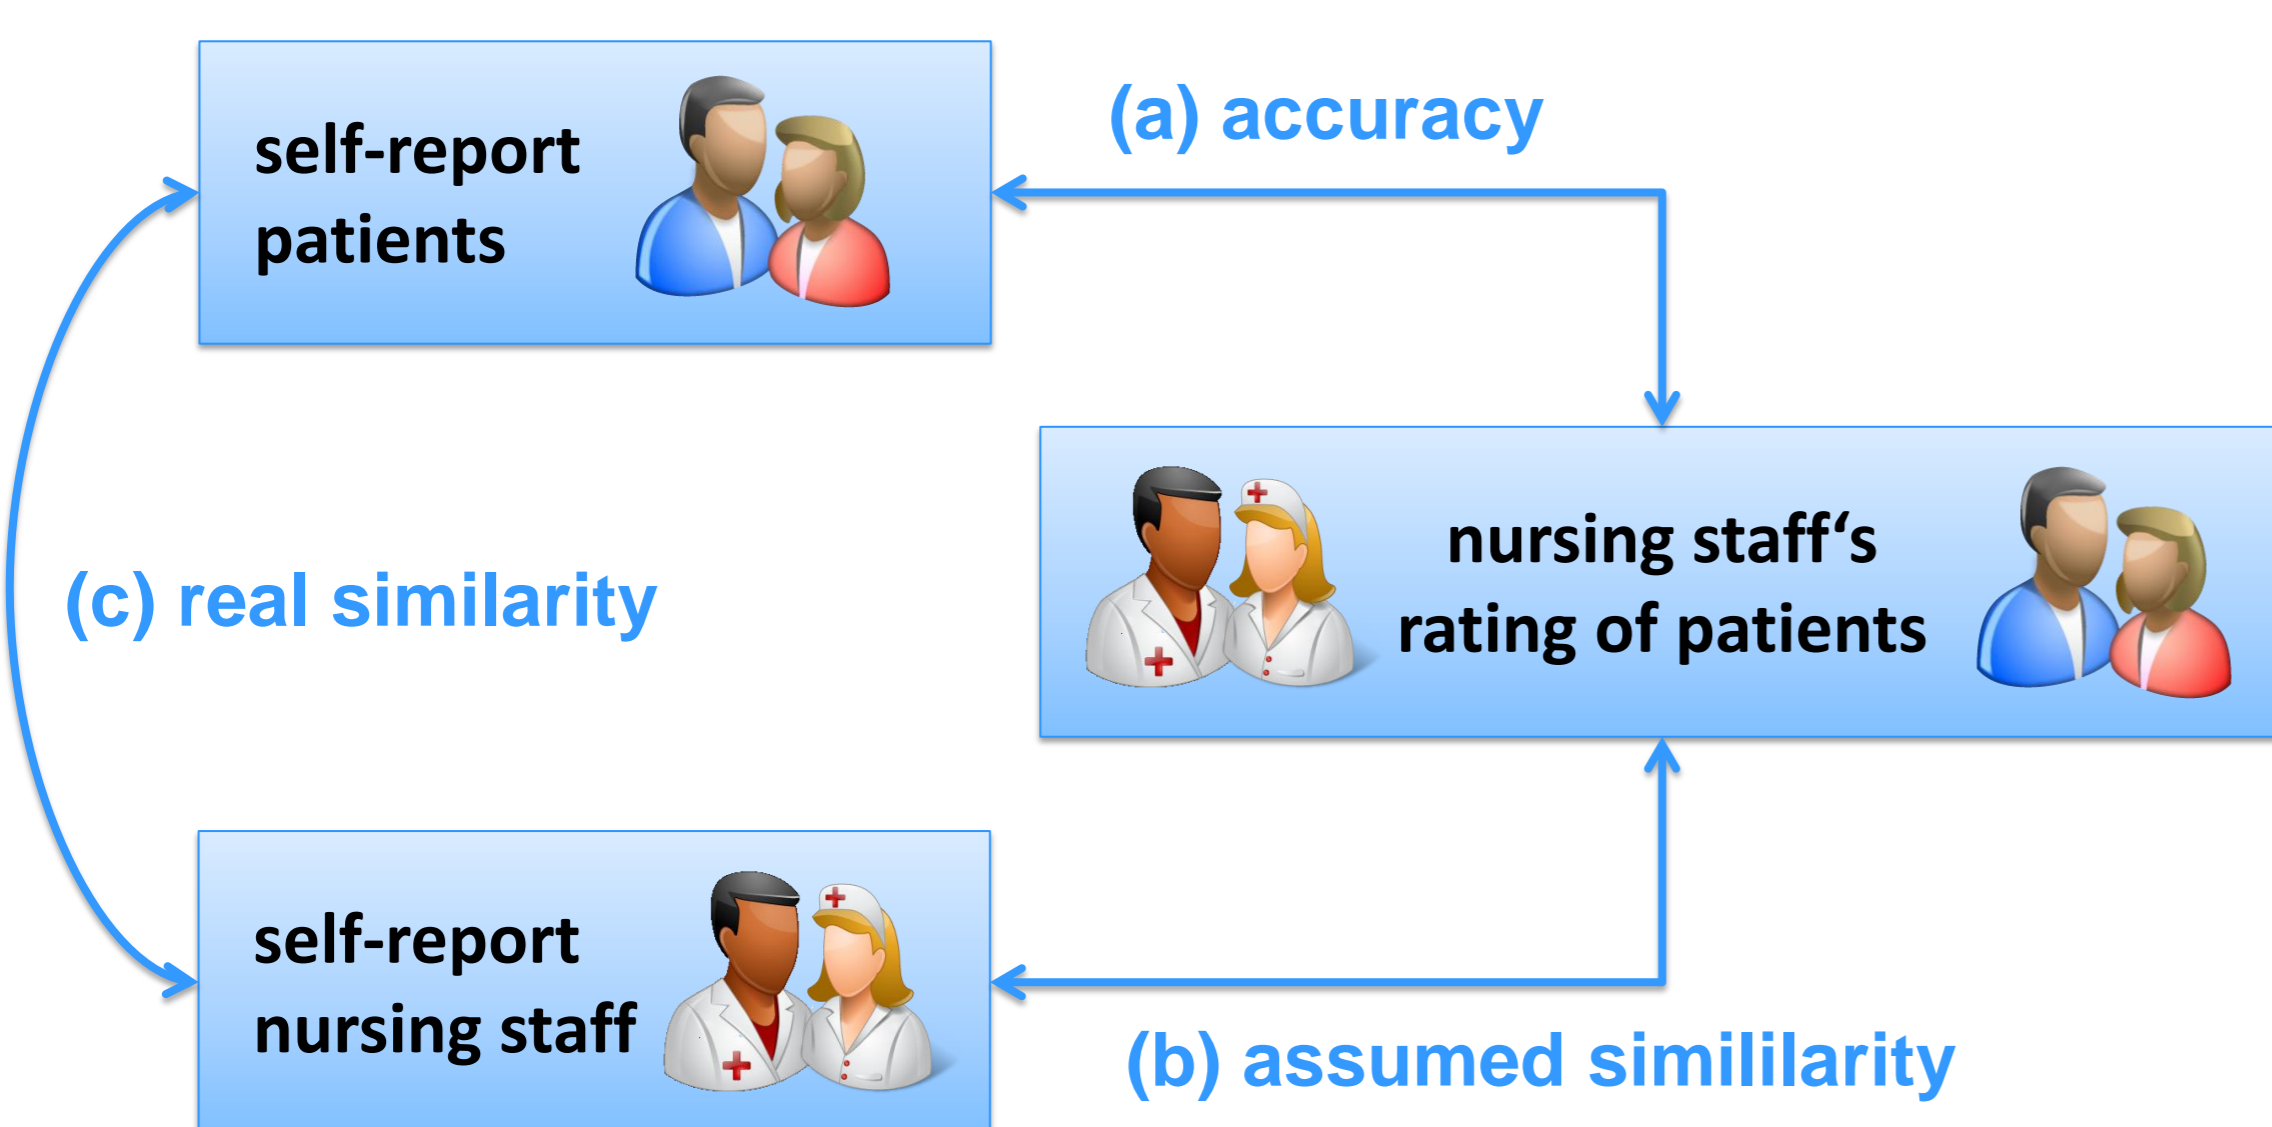 self-report
patients
(a) accuracy
nursing staff‘s
rating of patients
(c) real similarity
self-report
nursing staff
(b) assumed simililarity